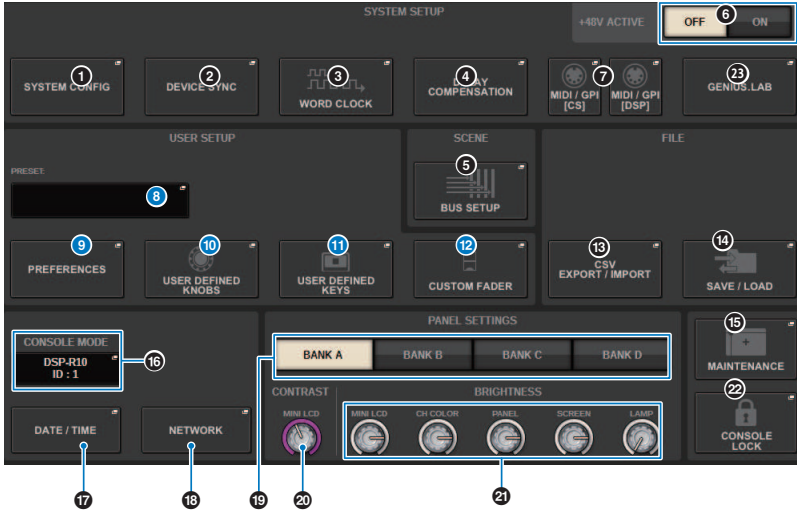 SYSTEM SETUP
+48V ACTIVE
OFF
6
ON
1
SYSTEM CONFIG
2
DEVICE SYNC
3
WORD CLOCK
4
DELAY
COMPENSATION
7
MIDI / GPI
[CS]
MIDI / GPI
[DSP]
23
GENIUS.LAB
USER SETUP
SCENE
FILE
PRESET:
8
5
BUS SETUP
9
PREFERENCES
10
USER DEFINED
KNOBS
11
USER DEFINED
KEYS
12
CUSTOM FADER
13
CSV
EXPORT / IMPORT
14
SAVE / LOAD
CONSOLE MODE
DSP-R10
ID : 1
16
PANEL SETTINGS
BANK A
BANK B
BANK C
BANK D
15
MAINTENANCE
CONTRAST
BRIGHTNESS
MINI LCD
MINI LCD
CH COLOR
PANEL
SCREEN
LAMP
22
CONSOLE
LOCK
DATE / TIME
NETWORK
17
18
19
20
21